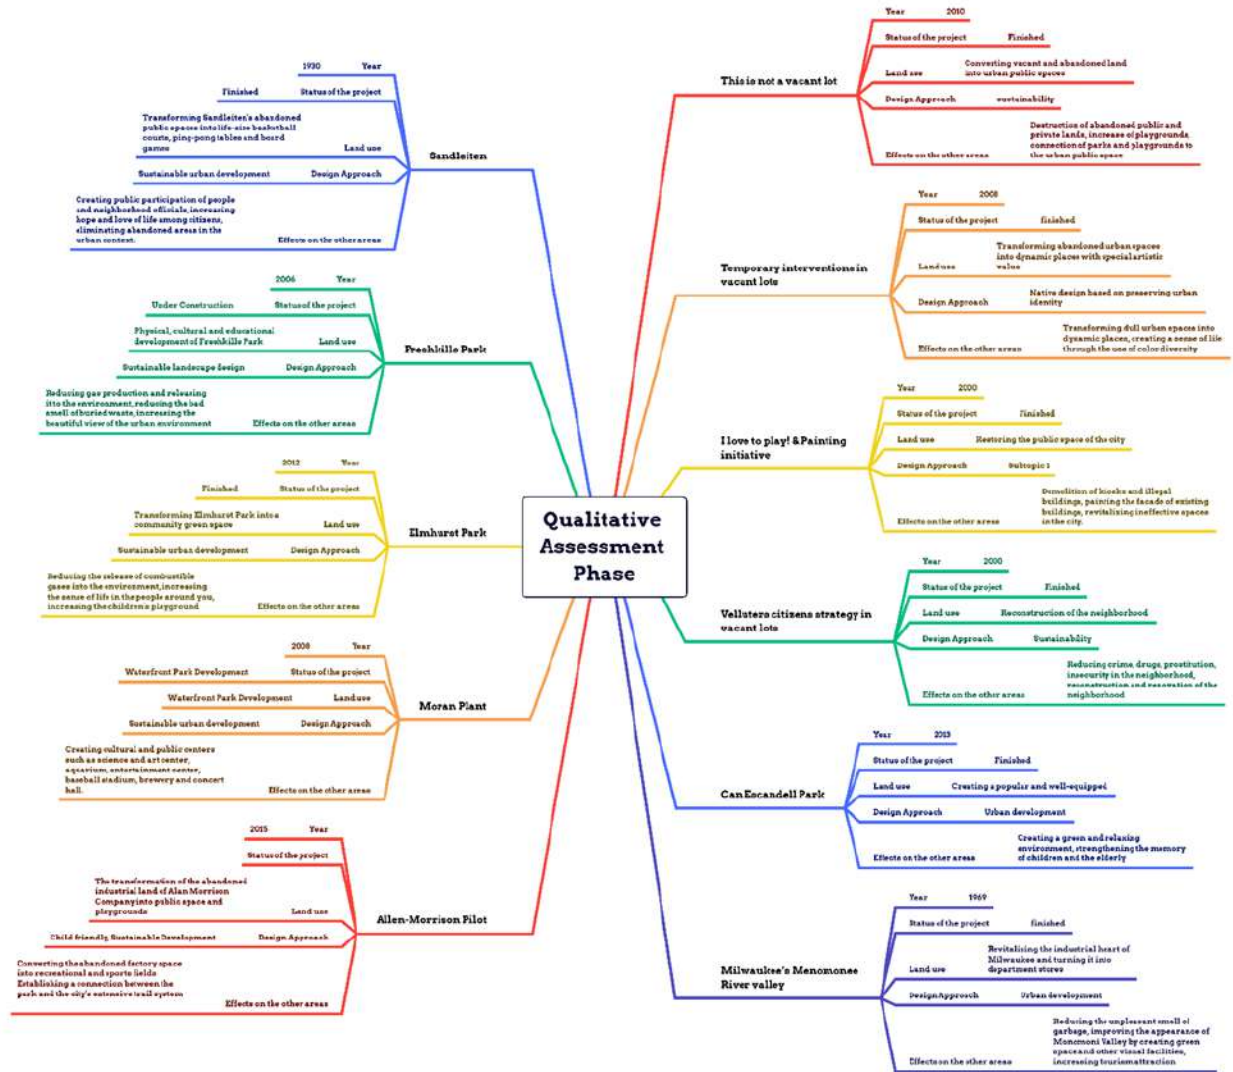 Qualitative
Assessment
Phase
Sandleiten
1930 Year
Finished Status of the project
Transforming Sandleiten's abandoned
public spaces into life-size basketball
courts, ping-pong tables and board
games
Land use
Sustainable urban development Design Approach
Creating public participation of people
and neighborhood officials, increasing
hope and love of life among citizens,
eliminating abandoned areas in the
urban context.
Effects on the other areas
Freshkills Park
2006 Year
Under Construction Status of the project
Physical, cultural and educational
development of Freshkills Park
Land use
Sustainable landscape design Design Approach
Reducing gas production and releasing
it to the environment, reducing the bad
smell of buried waste, increasing the
beautiful view of the urban environment
Effects on the other areas
Elmhurst Park
2012 Year
Finished Status of the project
Transforming Elmhurst Park into a
community green space
Land use
Sustainable urban development Design Approach
Reducing the release of combustible
gases into the environment, increasing
the sense of life in the people around you,
increasing the children's playground
Effects on the other areas
Moran Plant
2008 Year
Waterfront Park Development Status of the project
Waterfront Park Development Land use
Sustainable urban development Design Approach
Creating cultural and public centers
such as science and art center,
aquarium, entertainment center,
baseball stadium, brewery and concert
hall.
Effects on the other areas
Allen-Morrison Pilot
2015 Year
Status of the project
The transformation of the abandoned
industrial land of Alan Morrison
Company into public space and
playgrounds
Land use
Child friendly, Sustainable Development Design Approach
Converting the abandoned factory space
into recreational and sports fields
Establishing a connection between the
park and the city's extensive trail system
Effects on the other areas
This is not a vacant lot
Year 2010
Status of the project Finished
Land use
Converting vacant and abandoned land
into urban public spaces
Design Approach sustainability
Effects on the other areas
Destruction of abandoned public and
private lands, increase of playgrounds,
connection of parks and playgrounds to
the urban public space
Temporary interventions in
vacant lots
Year 2008
Status of the project finished
Land use
Transforming abandoned urban spaces
into dynamic places with special artistic
value
Design Approach
Native design based on preserving urban
identity
Effects on the other areas
Transforming dull urban spaces into
dynamic places, creating a sense of life
through the use of color diversity
I love to play! & Painting
initiative
Year 2000
Status of the project Finished
Land use Restoring the public space of the city
Design Approach Subtopic 1
Effects on the other areas
Demolition of kiosks and illegal
buildings, painting the facade of existing
buildings, revitalizing ineffective spaces
in the city.
Velluters citizens strategy in
vacant lots
Year 2000
Status of the project Finished
Land use Reconstruction of the neighborhood
Design Approach Sustainability
Effects on the other areas
Reducing crime, drugs, prostitution,
insecurity in the neighborhood,
reconstruction and renovation of the
neighborhood
Can Escandell Park
Year 2013
Status of the project Finished
Land use Creating a popular and well-equipped
Design Approach Urban development
Effects on the other areas
Creating a green and relaxing
environment, strengthening the memory
of children and the elderly
Milwaukee's Menomonee
River valley
Year 1969
Status of the project finished
Land use
Revitalising the industrial heart of
Milwaukee and turning it into
department stores
Design Approach Urban development
Effects on the other areas
Reducing the unpleasant smell of
garbage, improving the appearance of
Monemoni Valley by creating green
space and other visual facilities,
increasing tourism attraction